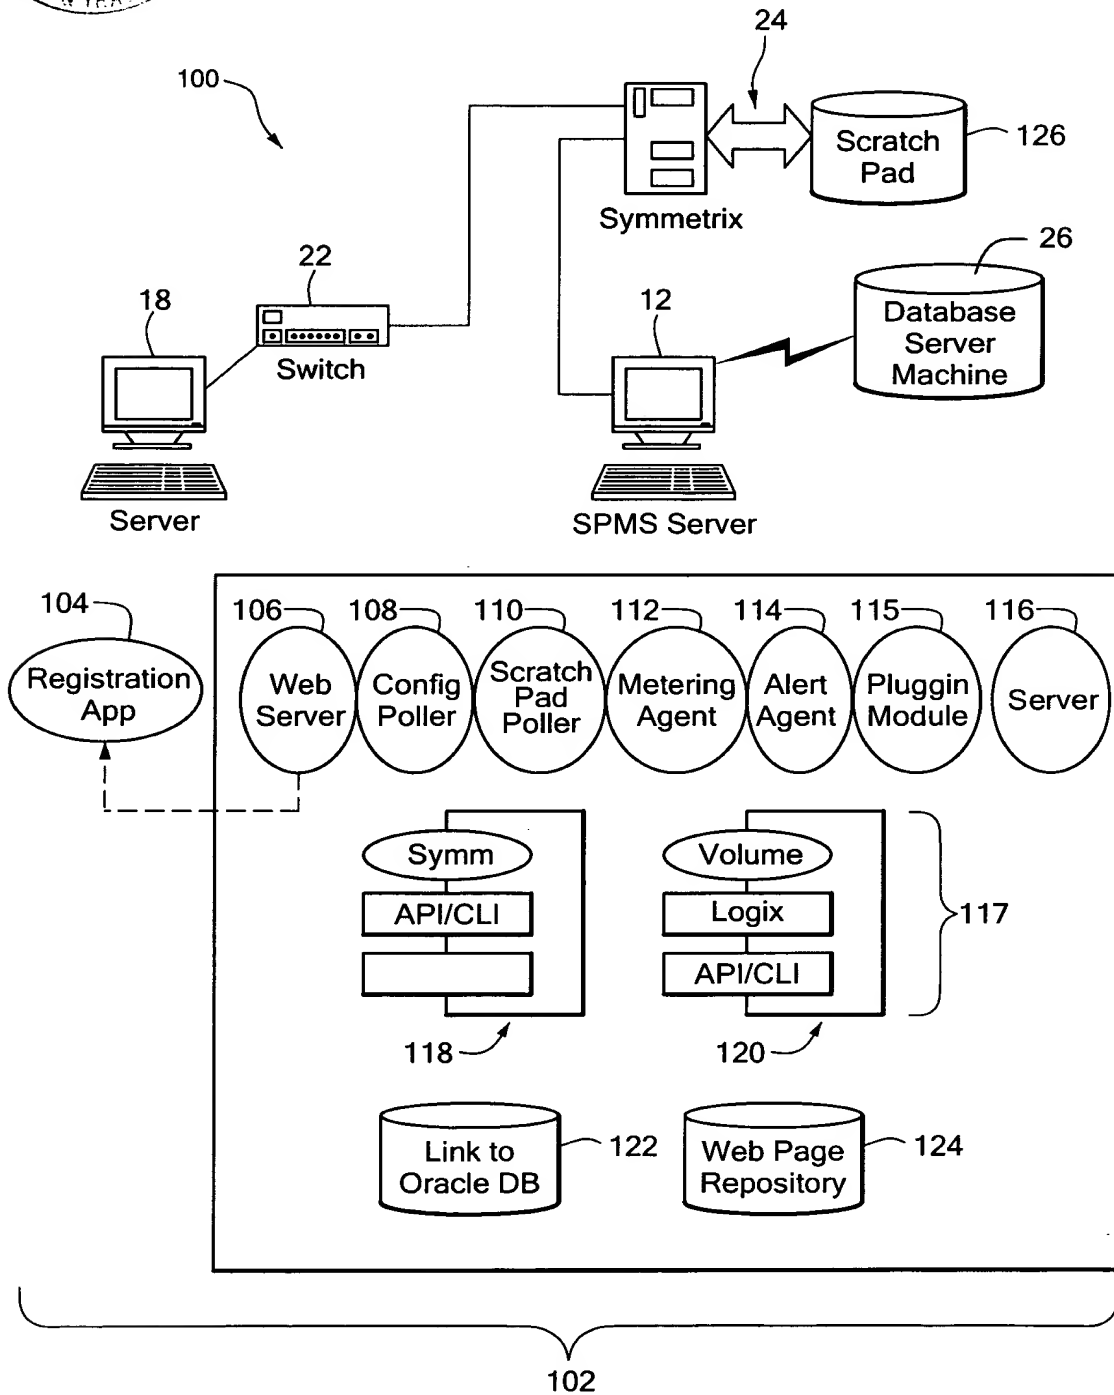 24
100
Scratch
Pad
126
Symmetrix
22
26
18
12
Database
Server
Machine
Switch
Server
SPMS Server
104
106
108
110
112
114
115
116
Registration
App
Web
Server
Config
Poller
Scratch
Pad
Poller
Metering
Agent
Alert
Agent
Pluggin
Module
Server
Symm
API/CLI
Volume
Logix
API/CLI
117
118
120
Link to
Oracle DB
122
Web Page
Repository
124
102